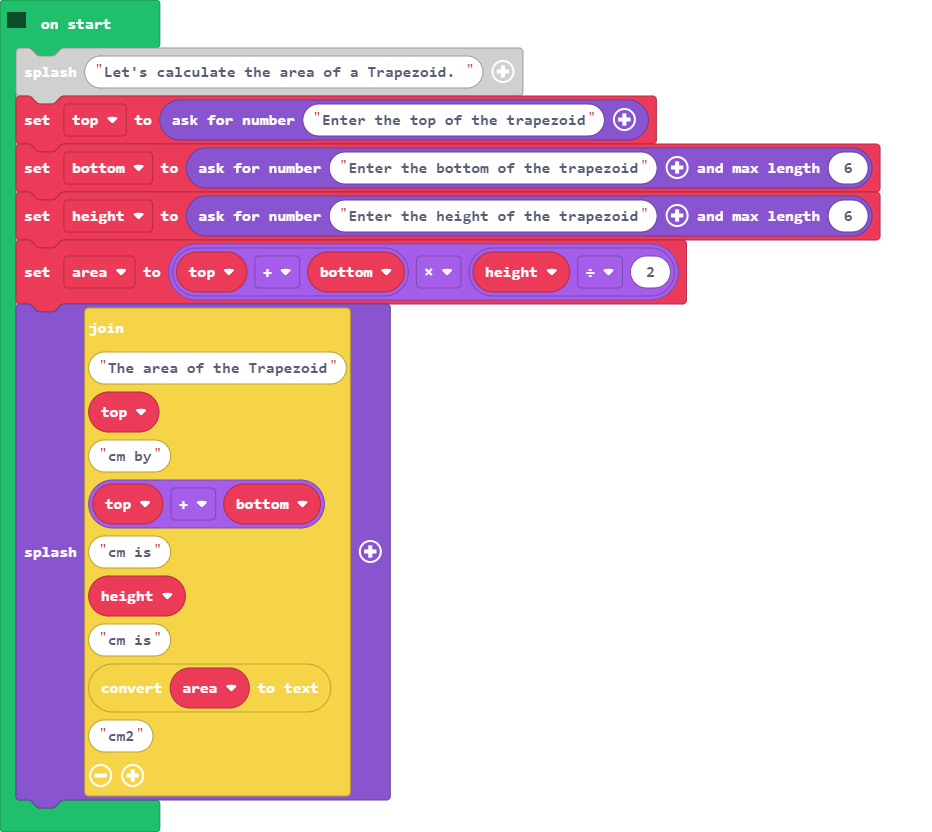 on start
splash "Let's calculate the area of a Trapezoid. "
set top to ask for number "Enter the top of the trapezoid"
set bottom to ask for number "Enter the bottom of the trapezoid" and max length 6
set height to ask for number "Enter the height of the trapezoid" and max length 6
set area to top + bottom × height ÷ 2
join
"The area of the Trapezoid"
top
"cm by"
top + bottom
splash "cm is"
height
"cm is"
convert area to text
"cm2"